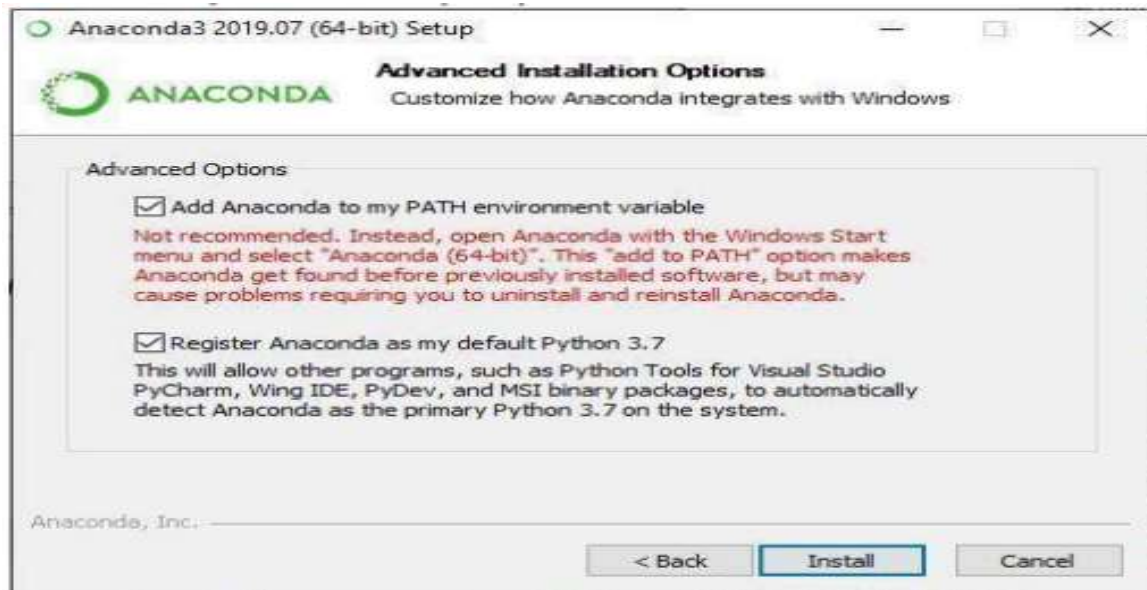 Anaconda3 2019.07 (64-bit) Setup
ANACONDA
Advanced Installation Options
Customize how Anaconda integrates with Windows
Advanced Options
Add Anaconda to my PATH environment variable
Not recommended. Instead, open Anaconda with the Windows Start
menu and select "Anaconda (64-bit)". This "add to PATH" option makes
Anaconda get found before previously installed software, but may
cause problems requiring you to uninstall and reinstall Anaconda.
Register Anaconda as my default Python 3.7
This will allow other programs, such as Python Tools for Visual Studio
PyCharm, Wing IDE, PyDev, and MSI binary packages, to automatically
detect Anaconda as the primary Python 3.7 on the system.
Anaconda, Inc.
< Back
Install
Cancel